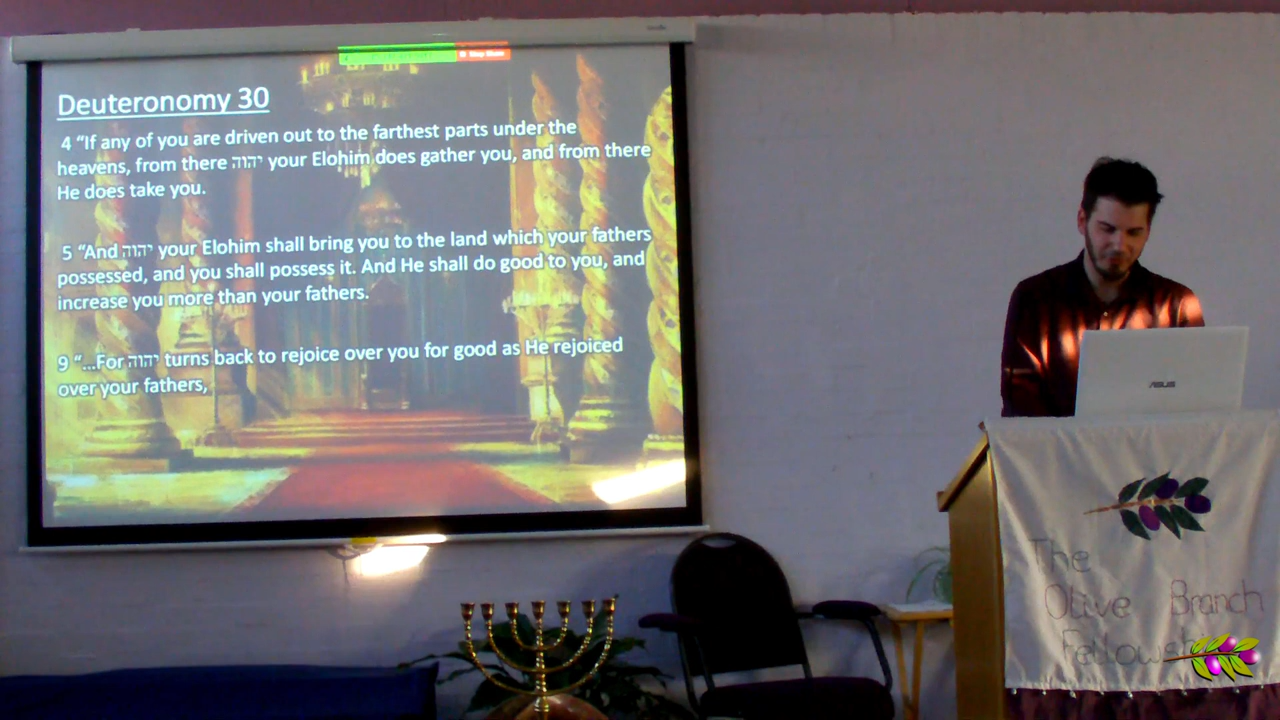 Stop Share
Deuteronomy 30
4 “If any of you are driven out to the farthest parts under the
heavens, from there יהוה your Elohim does gather you, and from there
He does take you.
5 “And יהוה your Elohim shall bring you to the land which your fathers
possessed, and you shall possess it. And He shall do good to you, and
increase you more than your fathers.
9 “...For יהוה turns back to rejoice over you for good as He rejoiced
over your fathers,
ASUS
The
Olive Branch